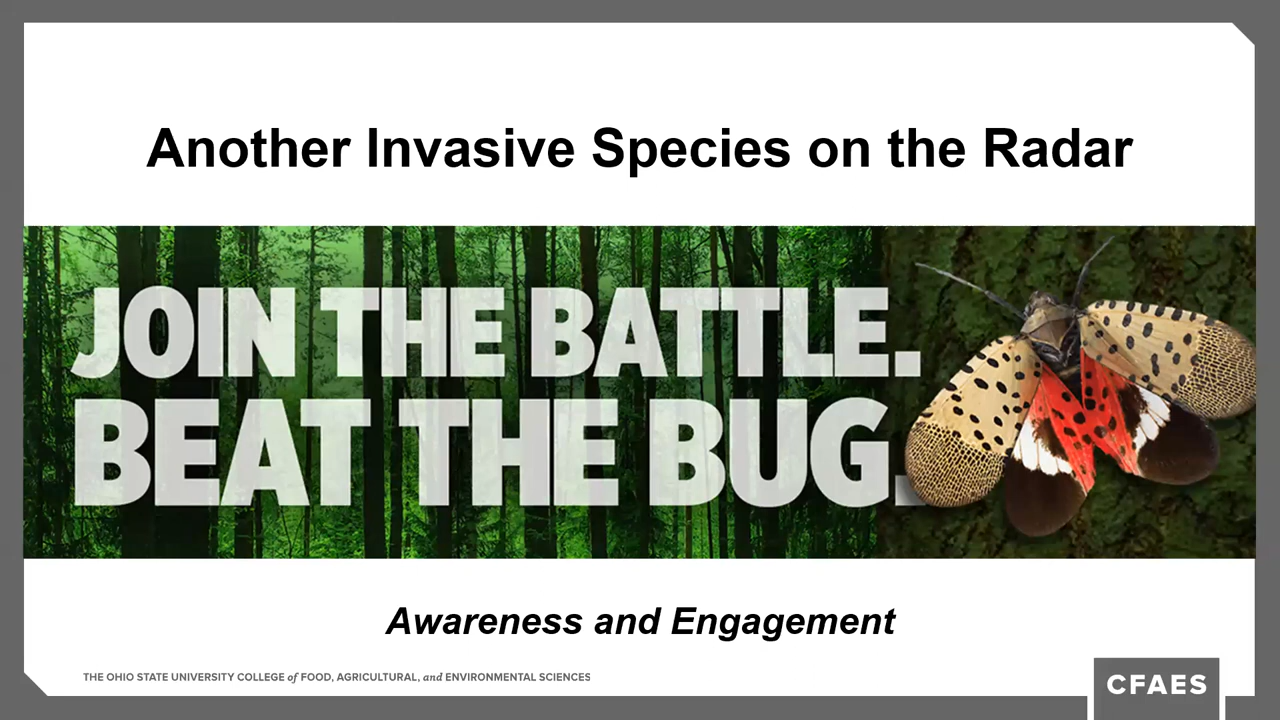 Another Invasive Species on the Radar
JOIN THE BATTLE.
BEAT THE BUG.
Awareness and Engagement
THE OHIO STATE UNIVERSITY COLLEGE of FOOD, AGRICULTURAL, and ENVIRONMENTAL SCIENCES
CFAES